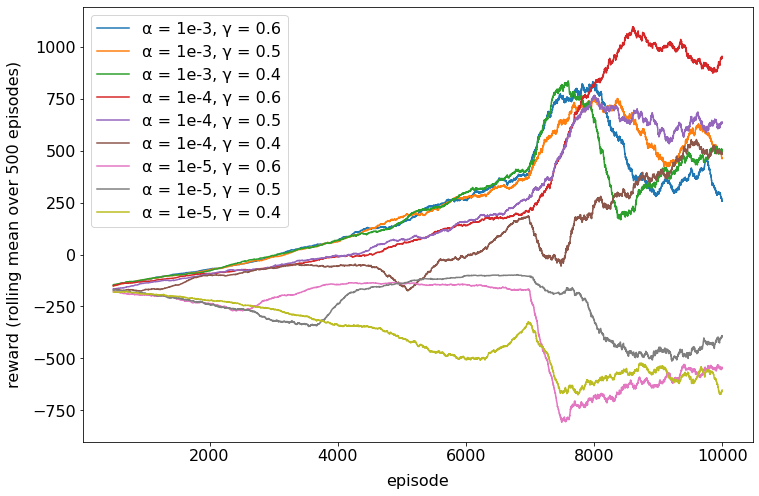 α = 1e-3, γ = 0.6
α = 1e-3, γ = 0.5
α = 1e-3, γ = 0.4
α = 1e-4, γ = 0.6
α = 1e-4, γ = 0.5
α = 1e-4, γ = 0.4
α = 1e-5, γ = 0.6
α = 1e-5, γ = 0.5
α = 1e-5, γ = 0.4
reward (rolling mean over 500 episodes)
1000
750
500
250
0
−250
−500
−750
2000 4000 6000 8000 10000
episode